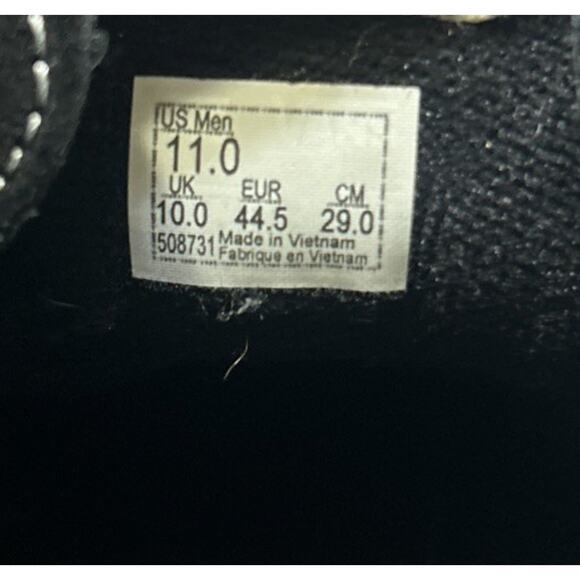 US Men
11.0
UK EUR CM
10.0 44.5 29.0
508731 Made in Vietnam
Fabrique en Vietnam